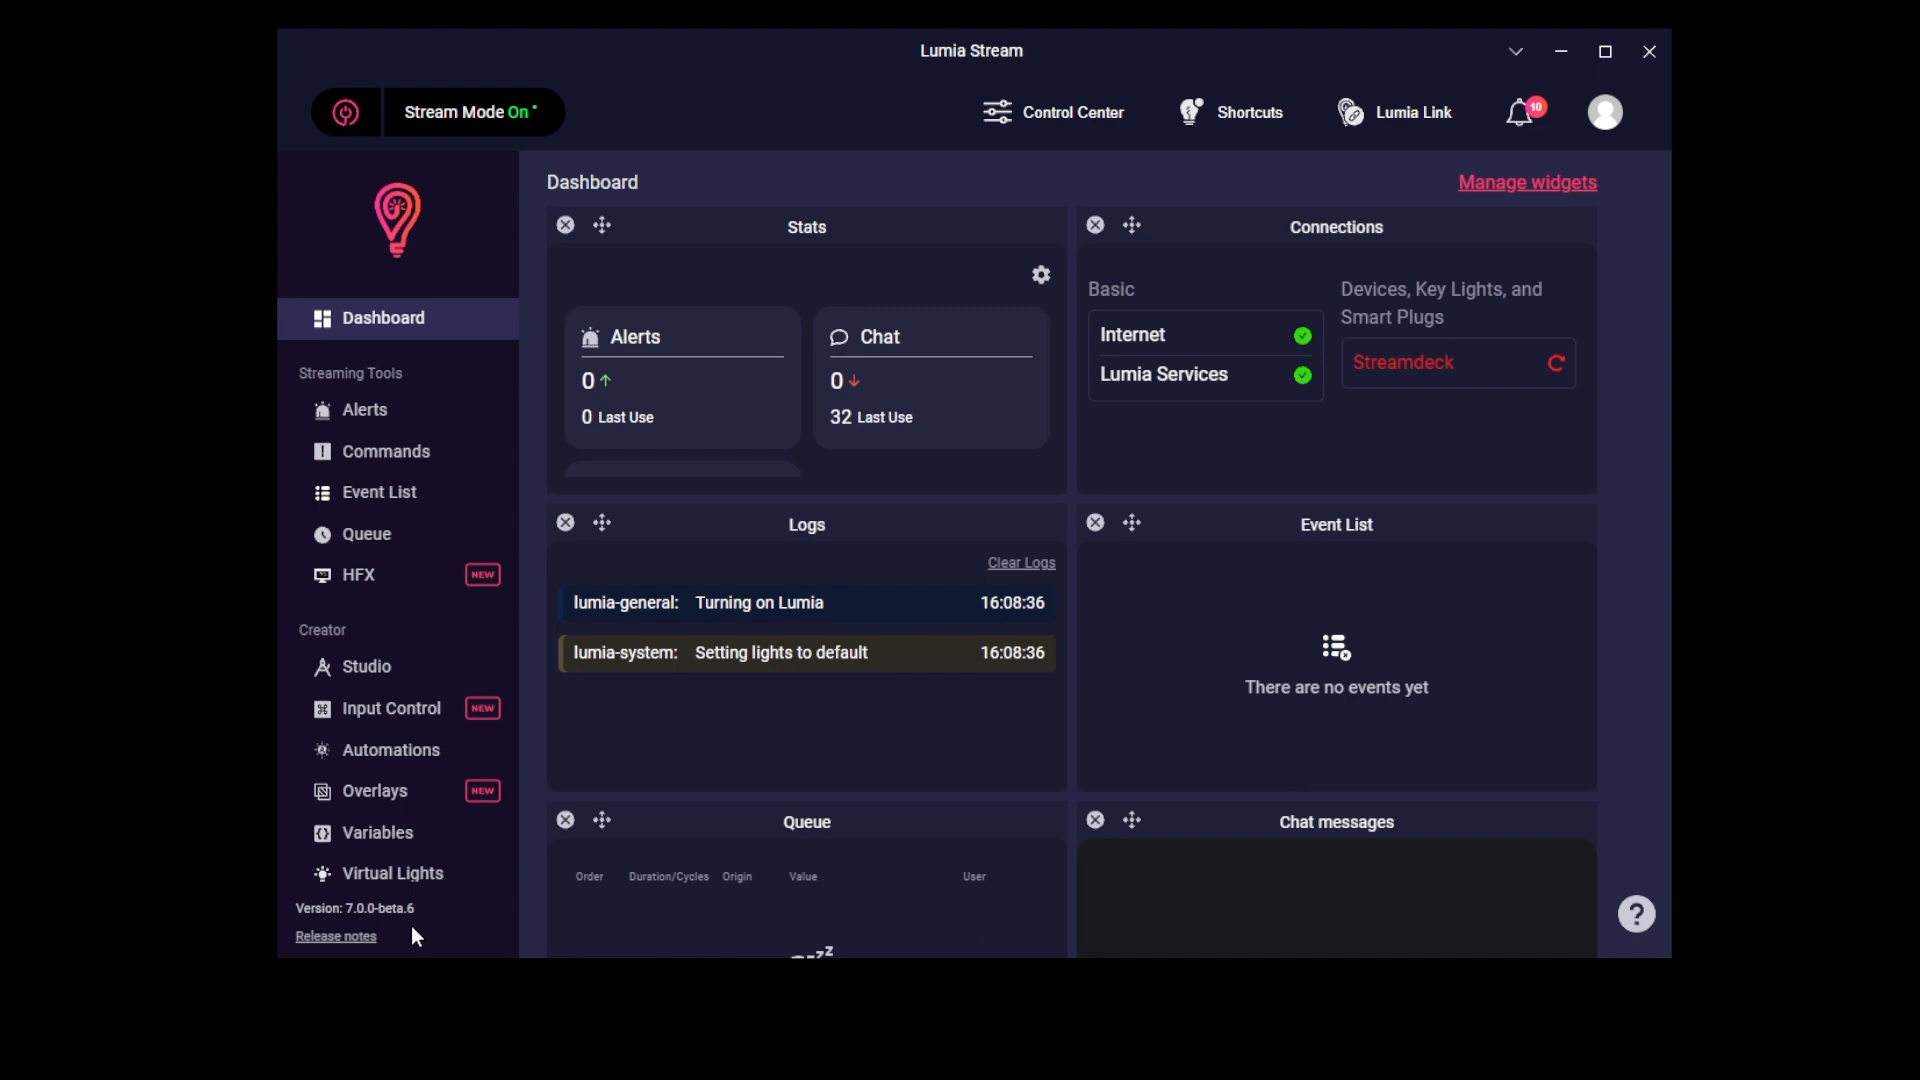 Lumia Stream
Stream Mode On
Control Center
Shortcuts
Lumia Link
10
Dashboard
Streaming Tools
Alerts
Commands
Event List
Queue
HFX NEW
Creator
Studio
Input Control NEW
Automations
Overlays NEW
Variables
Virtual Lights
Version: 7.0.0-beta.6
Release notes
Dashboard
Manage widgets
Stats
Alerts
0
0 Last Use
Chat
0
32 Last Use
Connections
Basic
Internet
Lumia Services
Devices, Key Lights, and
Smart Plugs
Streamdeck
Logs
Clear Logs
lumia-general: Turning on Lumia 16:08:36
lumia-system: Setting lights to default 16:08:36
Event List
There are no events yet
Queue
Order Duration/Cycles Origin Value User
Chat messages
?